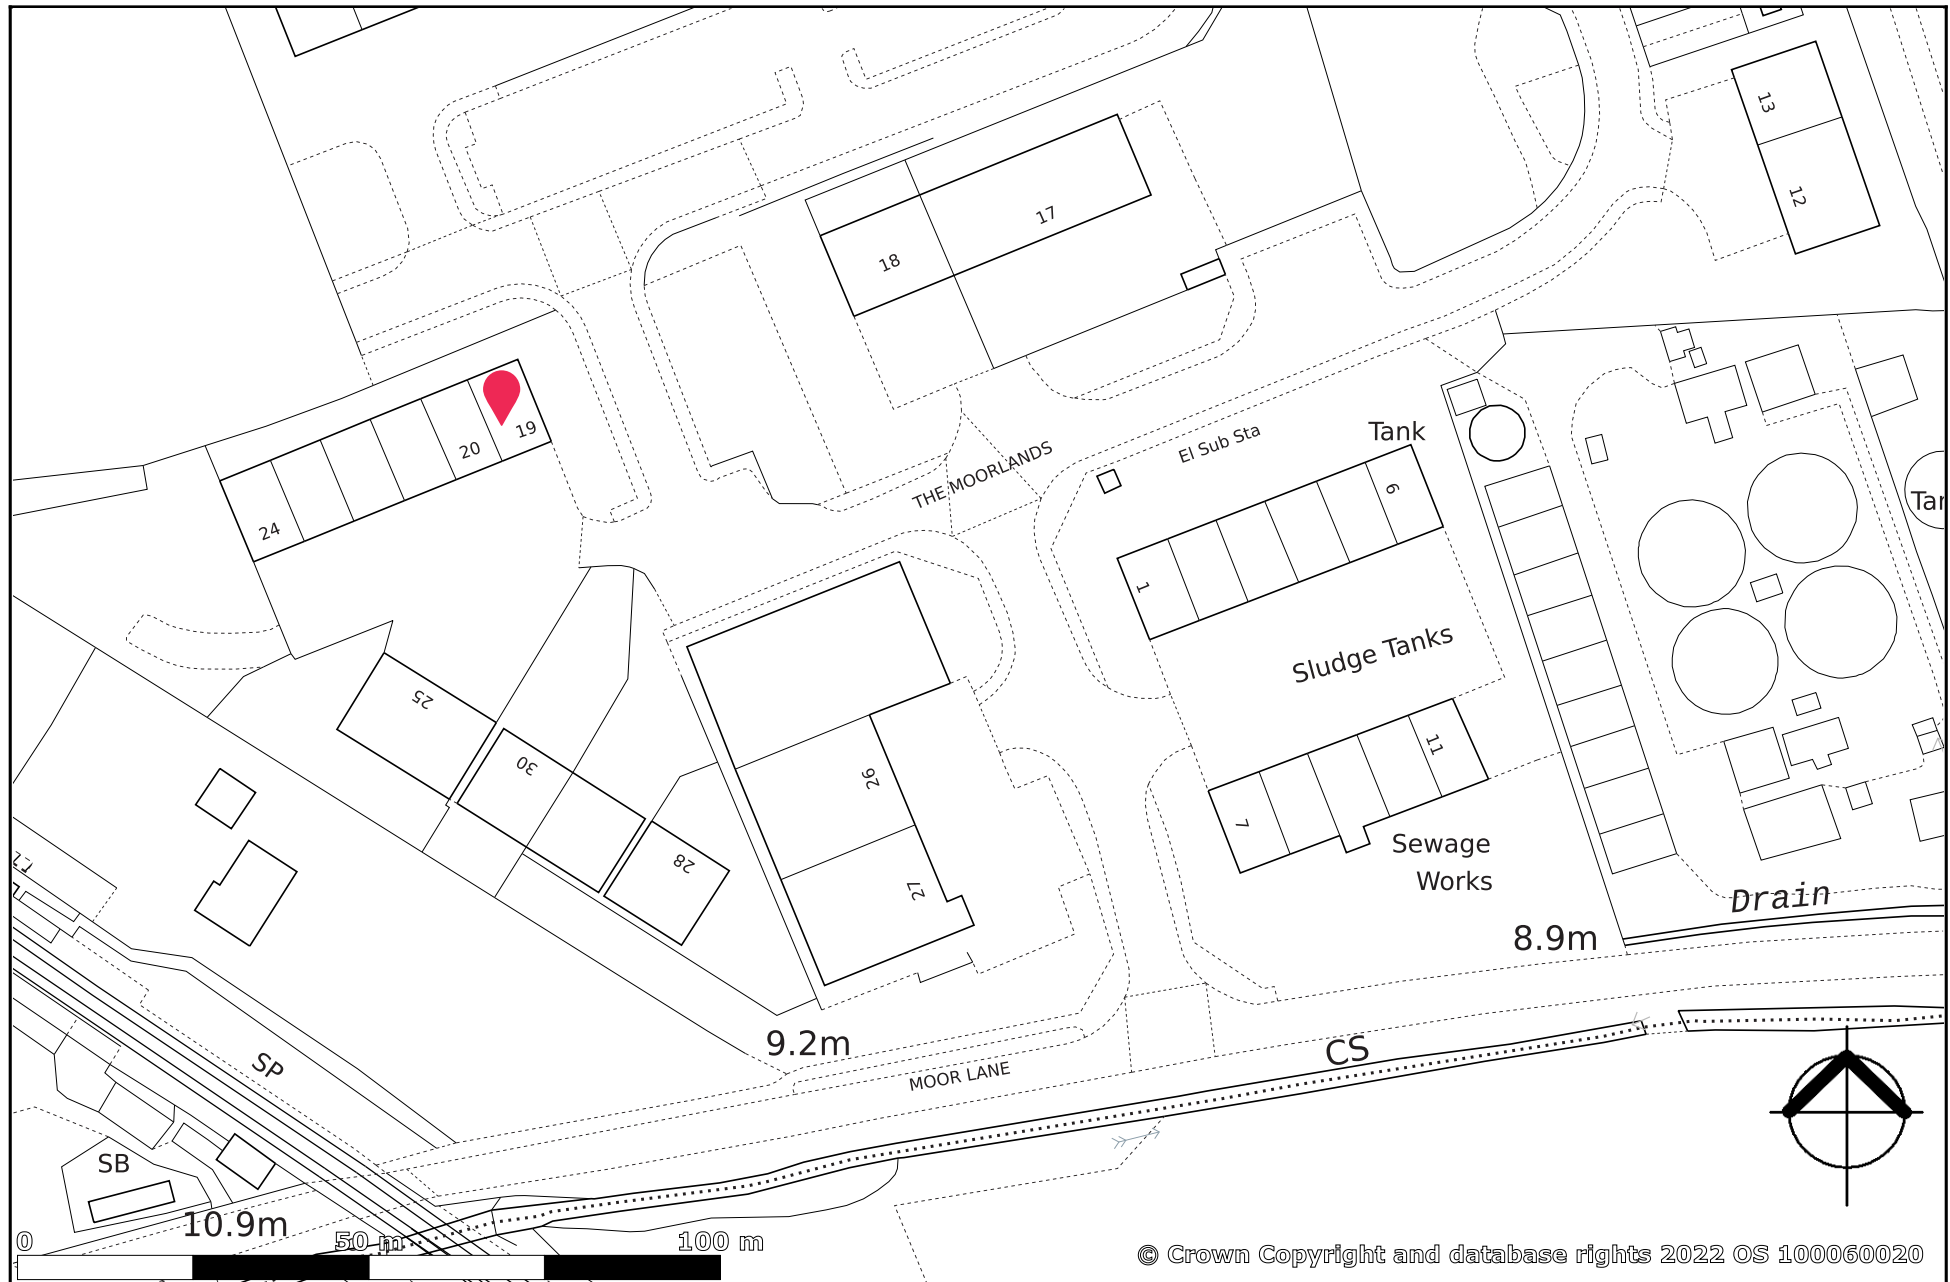 13
12
17
18
19
20
24
THE MOORLANDS
El Sub Sta
Tank
6
1
Tan
Sludge Tanks
25
30
28
26
27
11
7
Sewage
Works
Drain
8.9m
9.2m
MOOR LANE
CS
SP
SB
10.9m
0
50 m
100 m
© Crown Copyright and database rights 2022 OS 100060020